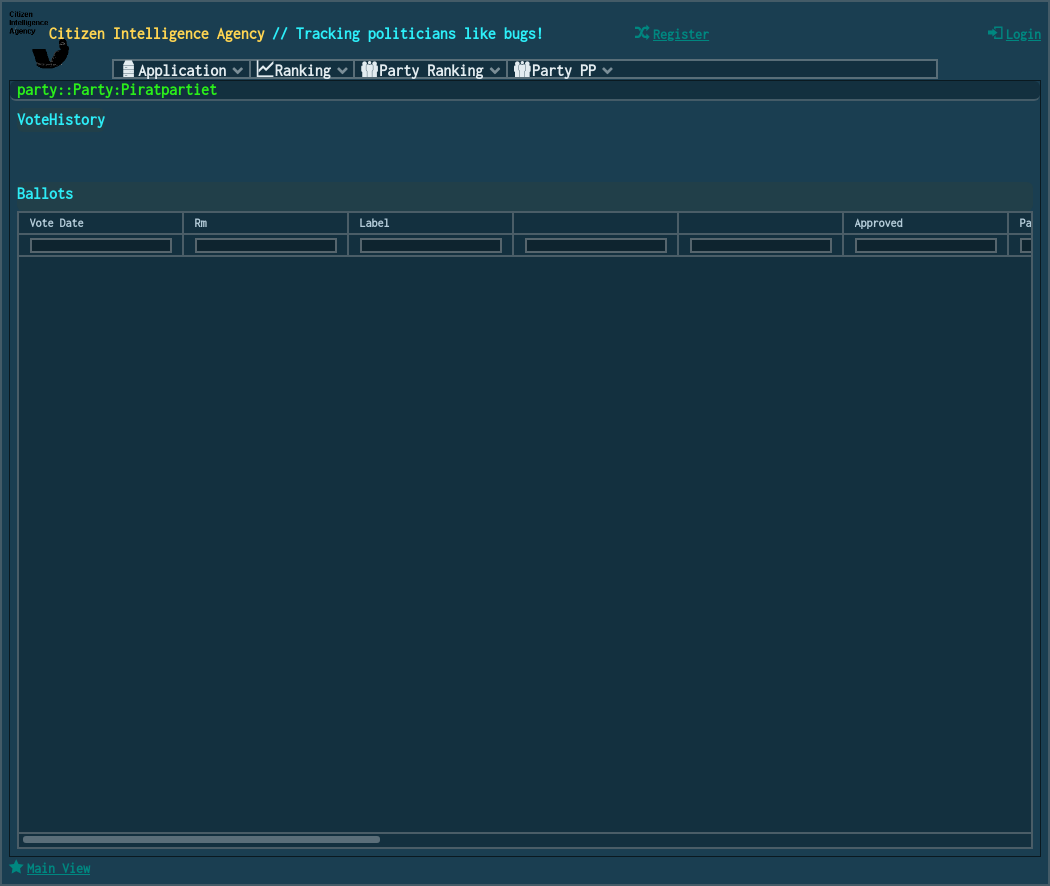 Citizen
Intelligence
Agency
Citizen Intelligence Agency // Tracking politicians like bugs!
Register
Login
Application
Ranking
Party Ranking
Party PP
party::Party:Piratpartiet
VoteHistory
Ballots
Vote Date
Rm
Label
Approved
Pa
Main View